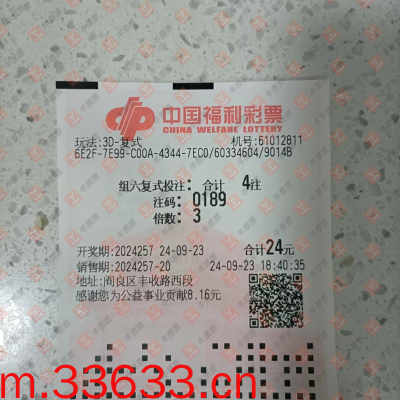 中国福利彩票
CHINA WELFARE LOTTERY
玩法:3D-复式 机号:61012811
6E2F-7E99-C00A-4344-7EC0/60334604/9014B
组六复式投注: 合计 4注
注码: 0189
倍数: 3
开奖期:2024257 24-09-23 合计24元
销售期:2024257-20 24-09-23 18:40:35
地址:阎良区丰收路西段
感谢您为公益事业贡献8.16元
m.33633.cn